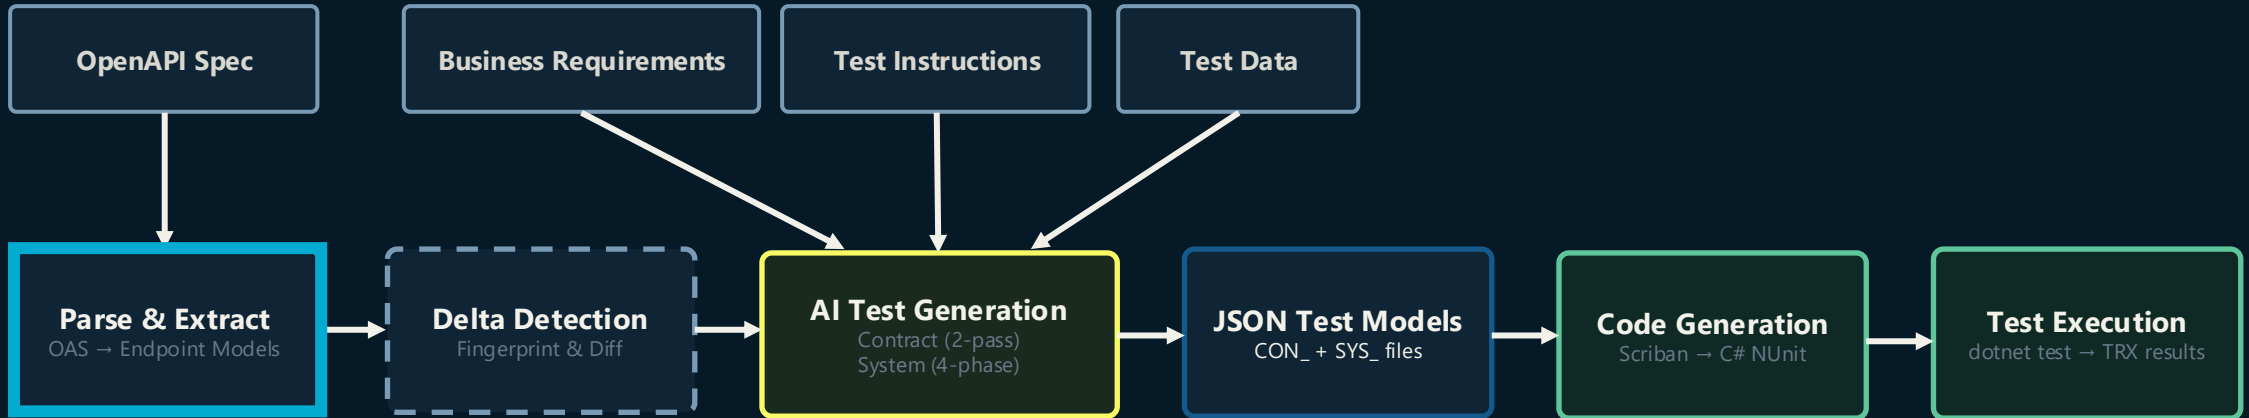 OpenAPI Spec
Business Requirements
Test Instructions
Test Data
Parse & Extract
OAS → Endpoint Models
Delta Detection
Fingerprint & Diff
AI Test Generation
Contract (2-pass)
System (4-phase)
JSON Test Models
CON_ + SYS_ files
Code Generation
Scriban → C# NUnit
Test Execution
dotnet test → TRX results